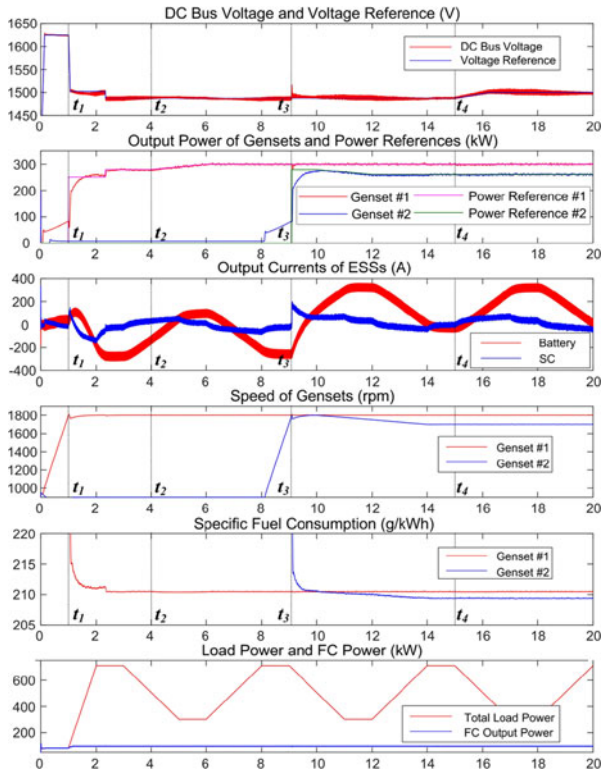 DC Bus Voltage and Voltage Reference (V)
1650
1600
1550
1500
1450
DC Bus Voltage
Voltage Reference
t1 t2 t3 t4
0 2 4 6 8 10 12 14 16 18 20
Output Power of Gensets and Power References (kW)
300
200
100
0
Genset #1 Power Reference #1
Genset #2 Power Reference #2
t1 t2 t3 t4
0 2 4 6 8 10 12 14 16 18 20
Output Currents of ESSs (A)
400
200
0
-200
-400
Battery
SC
t1 t2 t3 t4
0 2 4 6 8 10 12 14 16 18 20
Speed of Gensets (rpm)
1800
1600
1400
1200
1000
Genset #1
Genset #2
t1 t2 t3 t4
0 2 4 6 8 10 12 14 16 18 20
Specific Fuel Consumption (g/kWh)
220
215
210
205
Genset #1
Genset #2
t1 t2 t3 t4
0 2 4 6 8 10 12 14 16 18 20
Load Power and FC Power (kW)
600
400
200
Total Load Power
FC Output Power
0 2 4 6 8 10 12 14 16 18 20